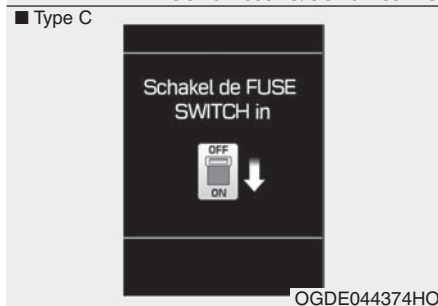 ■ Type C
Schakel de FUSE
SWITCH in
OFF
ON
OGDE044374HO